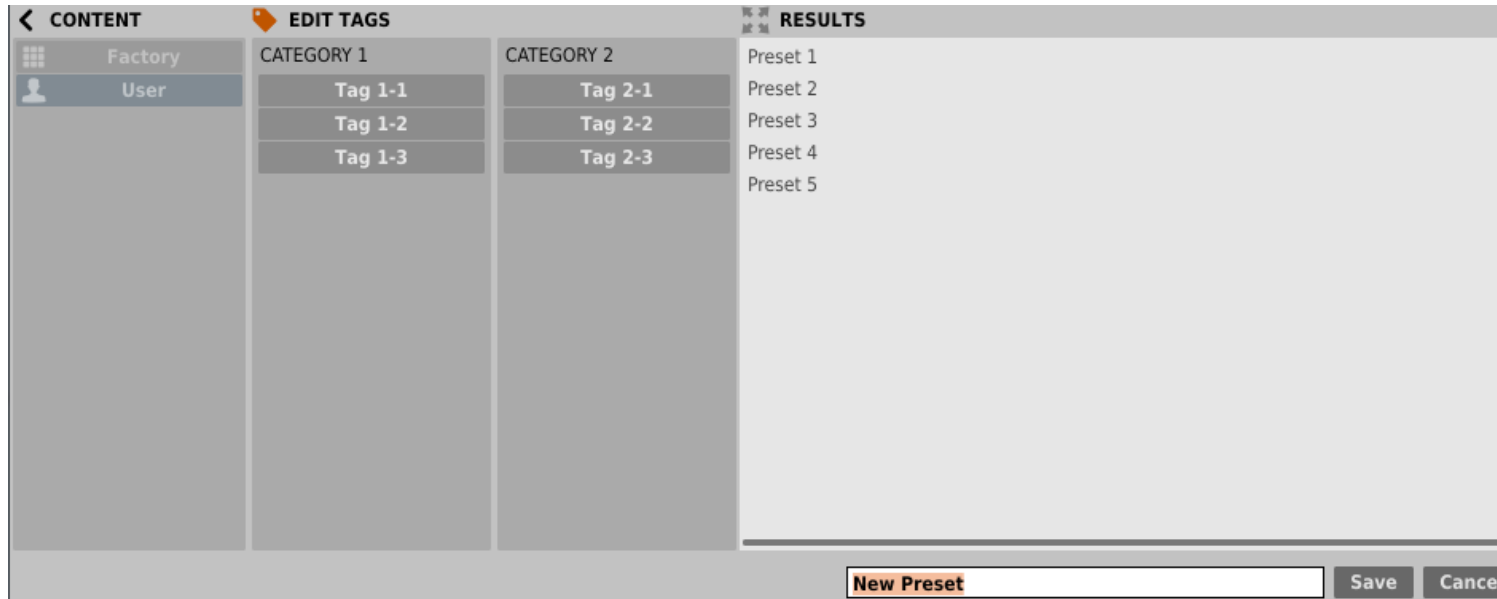 CONTENT
EDIT TAGS
RESULTS
Factory
User
CATEGORY 1
Tag 1-1
Tag 1-2
Tag 1-3
CATEGORY 2
Tag 2-1
Tag 2-2
Tag 2-3
Preset 1
Preset 2
Preset 3
Preset 4
Preset 5
New Preset
Save
Cance